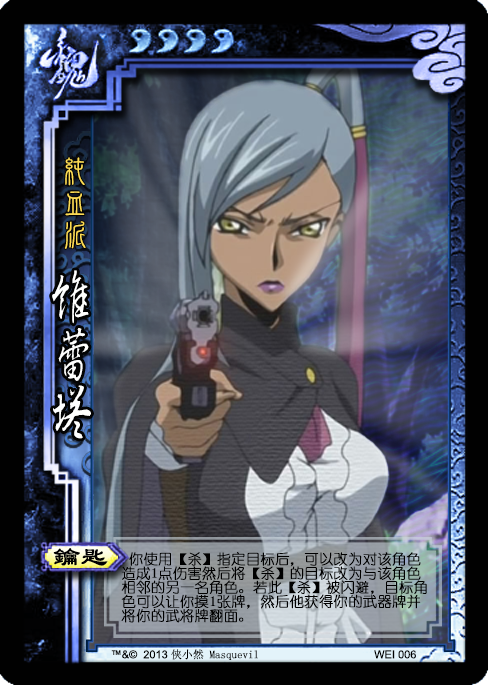 魏
純血派
維蕾塔
鑰匙
你使用【杀】指定目标后，可以改为对该角色
造成1点伤害然后将【杀】的目标改为与该角色
相邻的另一名角色。若此【杀】被闪避，目标角
色可以让你摸1张牌，然后他获得你的武器牌并
将你的武将牌翻面。
™&© 2013 侠小然 Masquevil
WEI 006